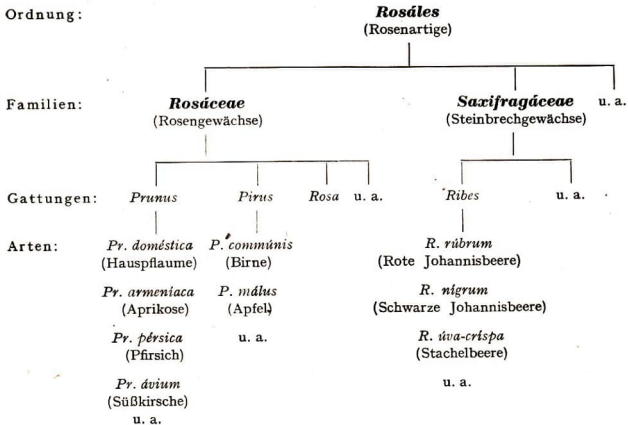 Ordnung: Rosáles
(Rosenartige)
Familien: Rosáceae Saxifragáceae u. a.
(Rosengewächse) (Steinbrechgewächse)
Gattungen: Prunus Pirus Rosa u. a. Ribes u. a.
Arten: Pr. doméstica P. commúnis R. rúbrum
(Hauspflaume) (Birne) (Rote Johannisbeere)
Pr. armeníaca P. málus R. nígrum
(Aprikose) (Apfel) (Schwarze Johannisbeere)
Pr. pérsica u. a. R. úva-críspa
(Pfirsich) (Stachelbeere)
Pr. ávium u. a.
(Süßkirsche)
u. a.